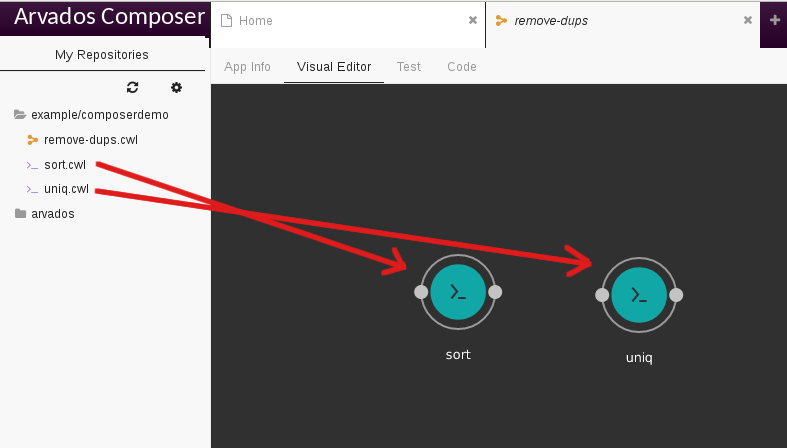 Arvados Composer
Home
remove-dups
My Repositories
App Info Visual Editor Test Code
example/composerdemo
remove-dups.cwl
sort.cwl
uniq.cwl
arvados
sort
uniq